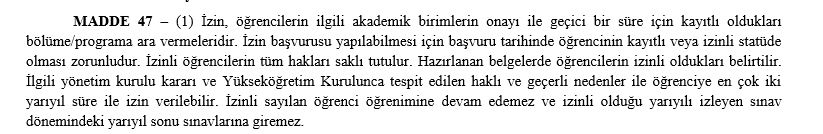 MADDE 47 – (1) İzin, öğrencilerin ilgili akademik birimlerin onayı ile geçici bir süre için kayıtlı oldukları
bölüme/programa ara vermeleridir. İzin başvurusu yapılabilmesi için başvuru tarihinde öğrencinin kayıtlı veya izinli statüde
olması zorunludur. İzinli öğrencilerin tüm hakları saklı tutulur. Hazırlanan belgelerde öğrencilerin izinli oldukları belirtilir.
İlgili yönetim kurulu kararı ve Yükseköğretim Kurulunca tespit edilen haklı ve geçerli nedenler ile öğrenciye en çok iki
yarıyıl süre ile izin verilebilir. İzinli sayılan öğrenci öğrenimine devam edemez ve izinli olduğu yarıyılı izleyen sınav
dönemindeki yarıyıl sonu sınavlarına giremez.